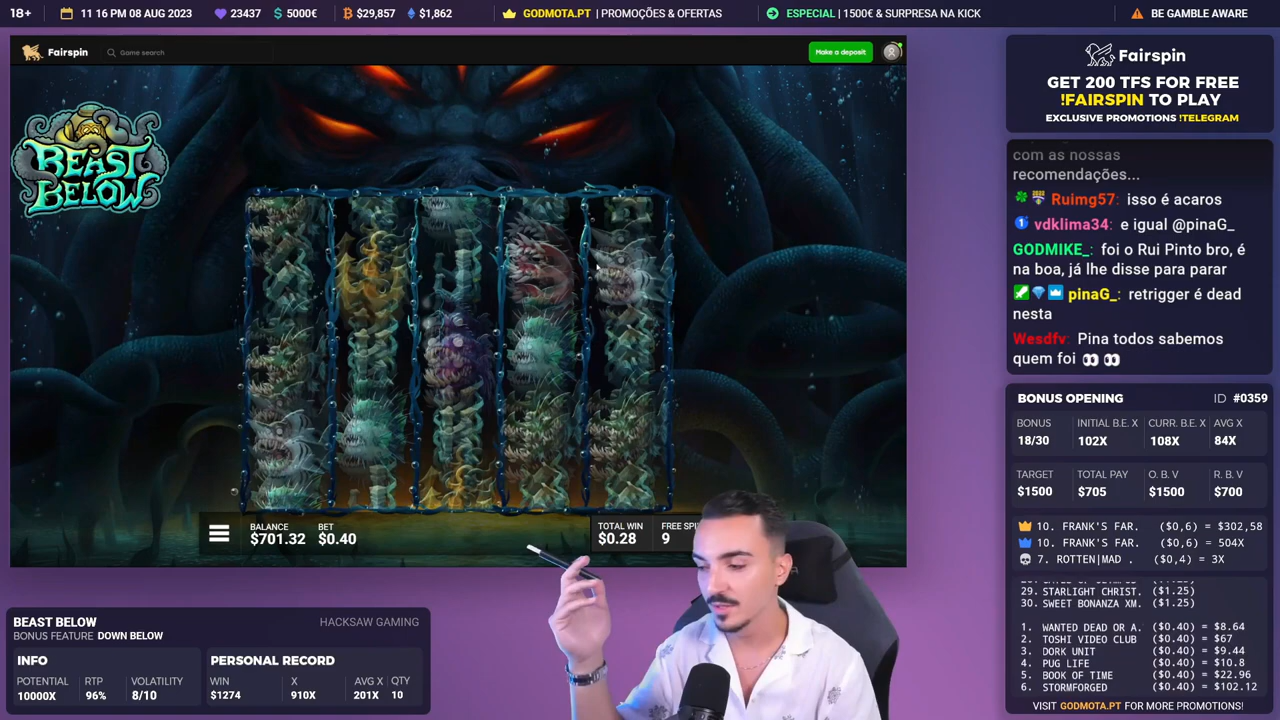 18+
11 16 PM 08 AUG 2023
23437
5000€
$29,857
$1,862
GODMOTA.PT | PROMOÇÕES & OFERTAS
ESPECIAL | 1500€ & SURPRESA NA KICK
BE GAMBLE AWARE
Fairspin
Game search
Make a deposit
BEAST
BELOW
BALANCE
$701.32
BET
$0.40
TOTAL WIN
$0.28
FREE SPI
9
Fairspin
GET 200 TFS FOR FREE
!FAIRSPIN TO PLAY
EXCLUSIVE PROMOTIONS !TELEGRAM
com as nossas
recomendações...
Ruimg57: isso é acaros
vdklima34: e igual @pinaG_
GODMIKE_: foi o Rui Pinto bro, é
na boa, já lhe disse para parar
pinaG_: retrigger é dead
nesta
Wesdfv: Pina todos sabemos
quem foi 👀 👀
BONUS OPENING
ID #0359
BONUS
18/30
INITIAL B.E. X
102X
CURR. B.E. X
108X
AVG X
84X
TARGET
$1500
TOTAL PAY
$705
O. B. V
$1500
R. B. V
$700
10. FRANK'S FAR. ($0,6) = $302,58
10. FRANK'S FAR. ($0,6) = 504X
7. ROTTEN|MAD . ($0,4) = 3X
29. STARLIGHT CHRIST. ($1.25)
30. SWEET BONANZA XM. ($1.25)
1. WANTED DEAD OR A. ($0.40) = $8.64
2. TOSHI VIDEO CLUB ($0.40) = $67
3. DORK UNIT ($0.40) = $9.44
4. PUG LIFE ($0.40) = $10.8
5. BOOK OF TIME ($0.40) = $22.96
6. STORMFORGED ($0.40) = $102.12
VISIT GODMOTA.PT FOR MORE PROMOTIONS!
BEAST BELOW
HACKSAW GAMING
BONUS FEATURE DOWN BELOW
INFO
POTENTIAL
10000X
RTP
96%
VOLATILITY
8/10
PERSONAL RECORD
WIN
$1274
X
910X
AVG X
201X
QTY
10